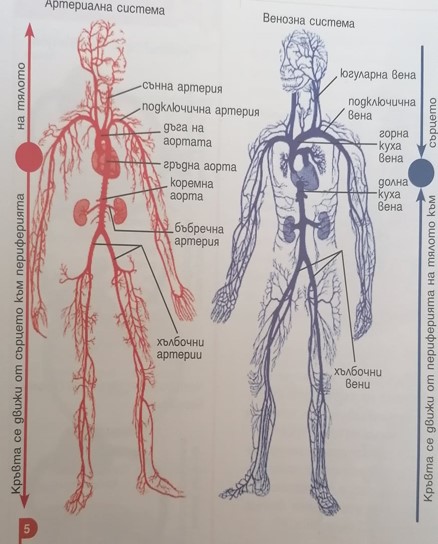 Артериална система
сънна артерия
подключична артерия
дъга на
аортата
гръдна аорта
коремна
аорта
бъбречна
артерия
хълбочни
артерии
Кръвта се движи от сърцето към периферията
на тялото
5
Венозна система
югуларна вена
подключична
вена
горна
куха
вена
долна
куха
вена
хълбочни
вени
Кръвта се движи от периферията на тялото към
сърцето